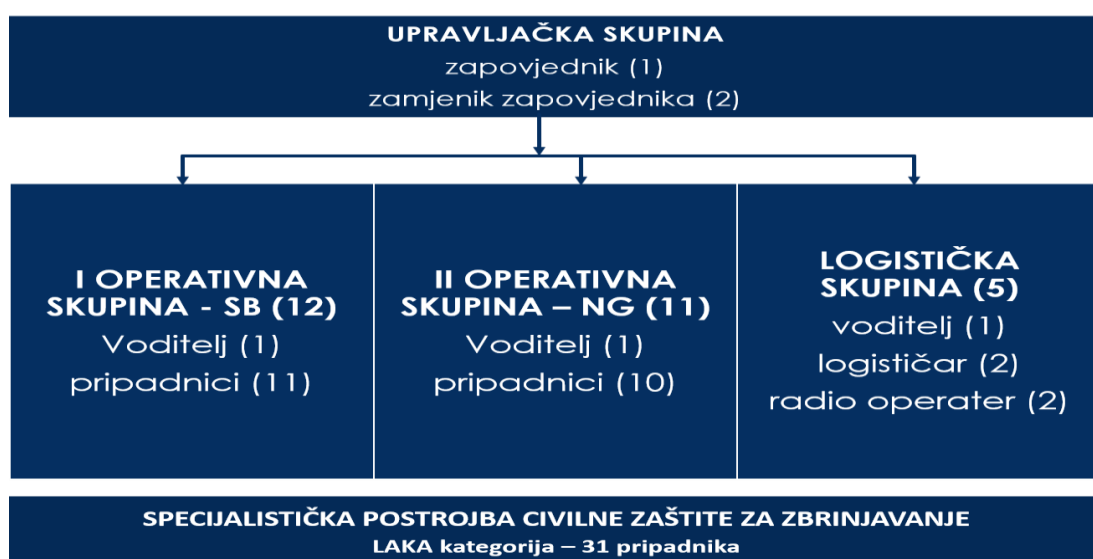 UPRAVLJAČKA SKUPINA
zapovjednik (1)
zamjenik zapovjednika (2)
I OPERATIVNA
SKUPINA - SB (12)
Voditelj (1)
pripadnici (11)
II OPERATIVNA
SKUPINA – NG (11)
Voditelj (1)
pripadnici (10)
LOGISTIČKA
SKUPINA (5)
voditelj (1)
logističar (2)
radio operater (2)
SPECIJALISTIČKA POSTROJBA CIVILNE ZAŠTITE ZA ZBRINJAVANJE
LAKA kategorija – 31 pripadnika